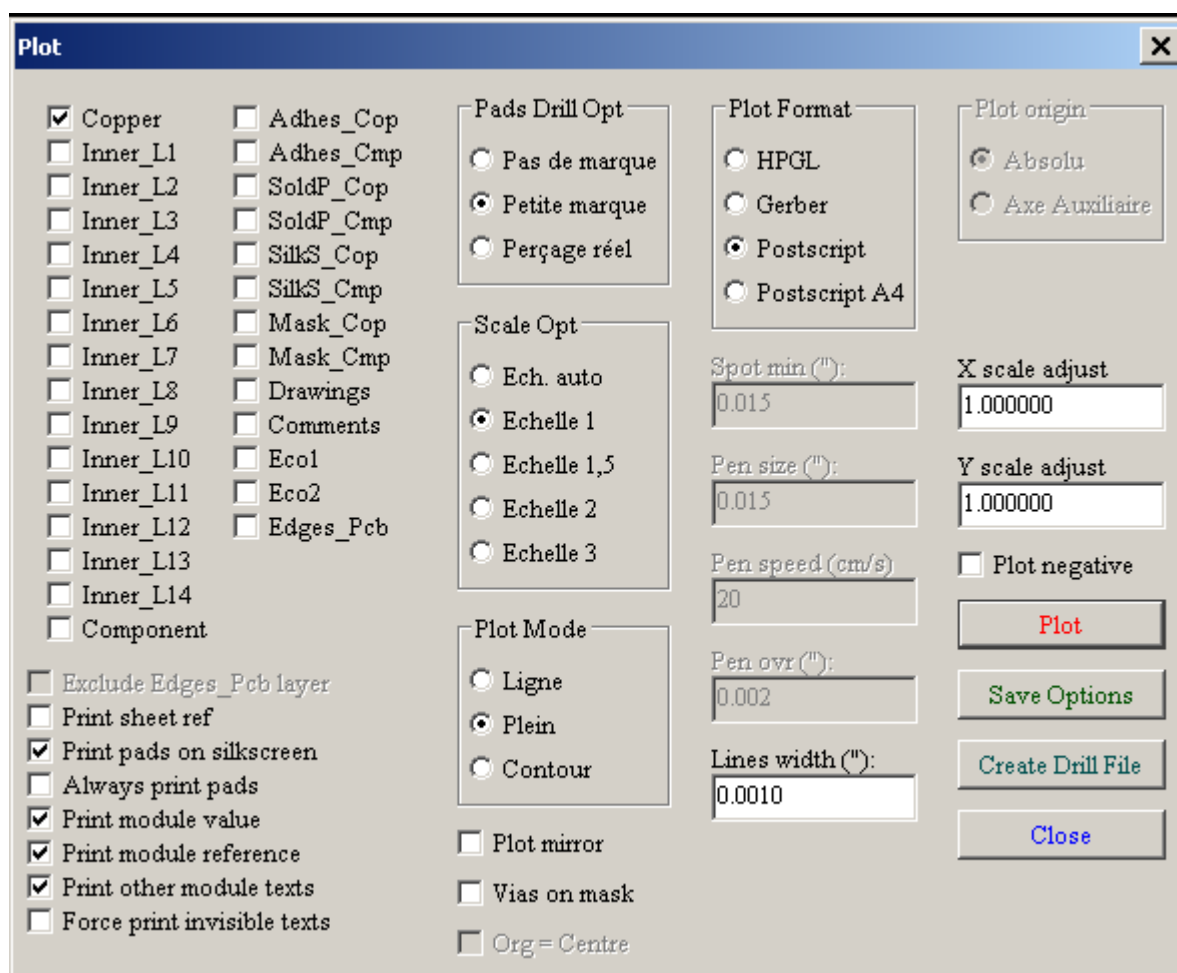 Plot
Copper
Inner_L1
Inner_L2
Inner_L3
Inner_L4
Inner_L5
Inner_L6
Inner_L7
Inner_L8
Inner_L9
Inner_L10
Inner_L11
Inner_L12
Inner_L13
Inner_L14
Component
Adhes_Cop
Adhes_Cmp
SoldP_Cop
SoldP_Cmp
SilkS_Cop
SilkS_Cmp
Mask_Cop
Mask_Cmp
Drawings
Comments
Eco1
Eco2
Edges_Pcb
Exclude Edges_Pcb layer
Print sheet ref
Print pads on silkscreen
Always print pads
Print module value
Print module reference
Print other module texts
Force print invisible texts
Pads Drill Opt
Pas de marque
Petite marque
Perçage réel
Scale Opt
Ech. auto
Echelle 1
Echelle 1,5
Echelle 2
Echelle 3
Plot Mode
Ligne
Plein
Contour
Plot mirror
Vias on mask
Org = Centre
Plot Format
HPGL
Gerber
Postscript
Postscript A4
Spot min ("):
0.015
Pen size ("):
0.015
Pen speed (cm/s)
20
Pen ovr ("):
0.002
Lines width ("):
0.0010
Plot origin
Absolu
Axe Auxiliaire
X scale adjust
1.000000
Y scale adjust
1.000000
Plot negative
Plot
Save Options
Create Drill File
Close